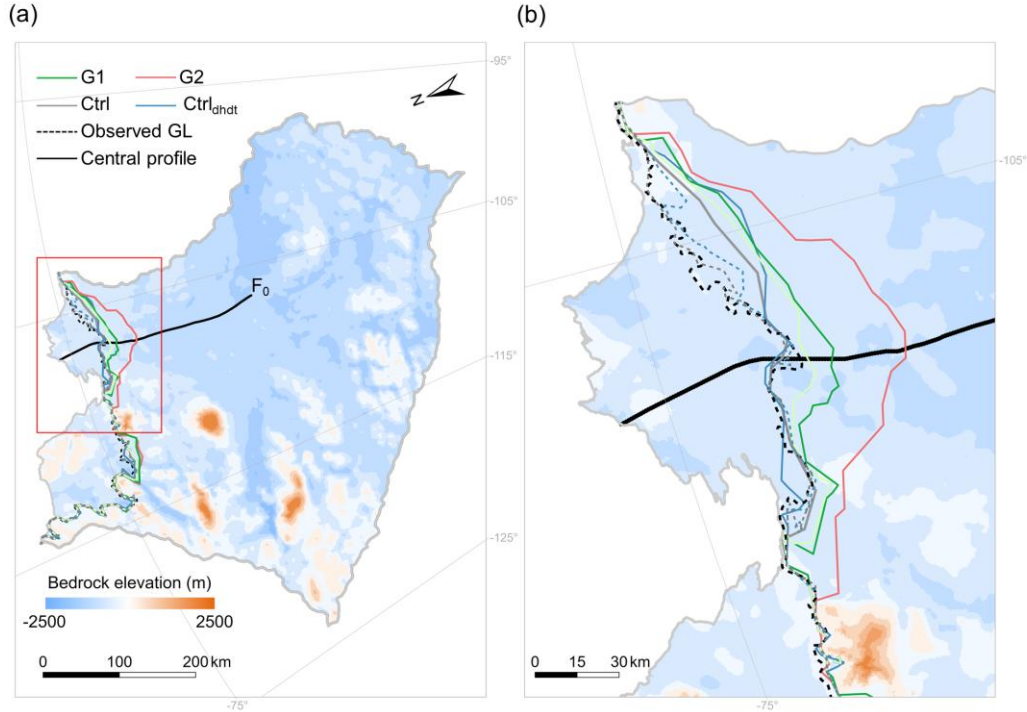 (a)
(b)
G1
G2
Ctrl
Ctrl_dhdt
Observed GL
Central profile
N
-95°
-105°
-115°
-125°
-75°
F₀
Bedrock elevation (m)
-2500 2500
0 100 200 km
-105°
0 15 30 km
-75°